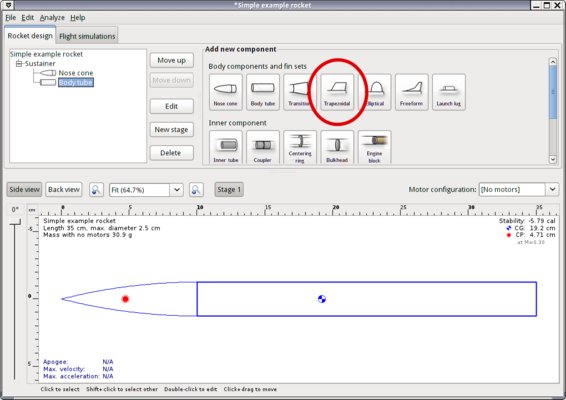 *Simple example rocket
File Edit Analyze Help
Rocket design Flight simulations
Simple example rocket
Sustainer
Nose cone
Body tube
Move up
Move down
Edit
New stage
Delete
Add new component
Body components and fin sets
Nose cone Body tube Transition Trapezoidal Elliptical Freeform Launch lug
Inner component
Inner tube Coupler Centering ring Bulkhead Engine block
Side view Back view Fit (64.7%) Stage 1 Motor configuration: [No motors]
0° cm 0 5 10 15 20 25 30 35
-5
0
5
Simple example rocket
Length 35 cm, max. diameter 2.5 cm
Mass with no motors 30.9 g
Stability: -5.79 cal
CG: 19.2 cm
CP: 4.71 cm
at M=0.30
Apogee: N/A
Max. velocity: N/A
Max. acceleration: N/A
Click to select Shift+click to select other Double-click to edit Click+drag to move